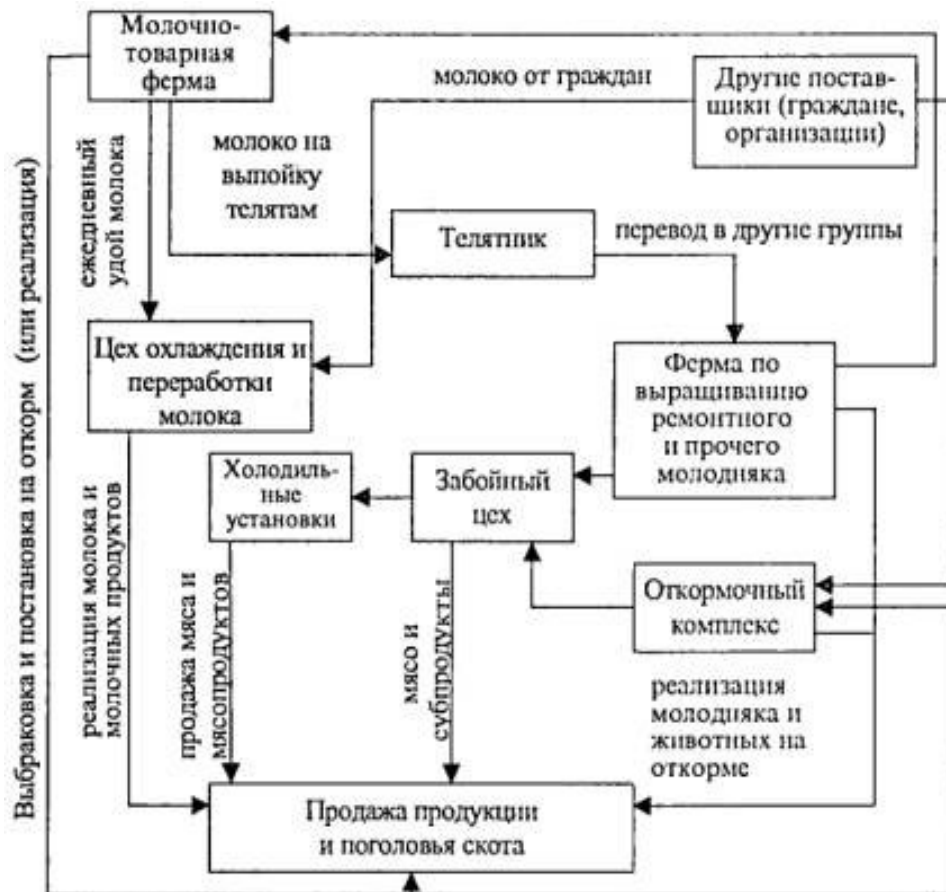 Молочно-
товарная
ферма
молоко от граждан
Другие постав-
щики (граждане,
организации)
ежедневный
удой молока
молоко на
выпойку
телятам
Телятник
перевод в другие группы
Выбраковка и постановка на откорм (или реализация)
Цех охлаждения и
переработки
молока
Ферма по
выращиванию
ремонтного
и прочего
молодняка
Холодиль-
ные
установки
Забойный
цех
Откормочный
комплекс
реализация молока и
молочных продуктов
продажа мяса и
мясопродуктов
мясо и
субпродукты
реализация
молодняка и
животных на
откорме
Продажа продукции
и поголовья скота